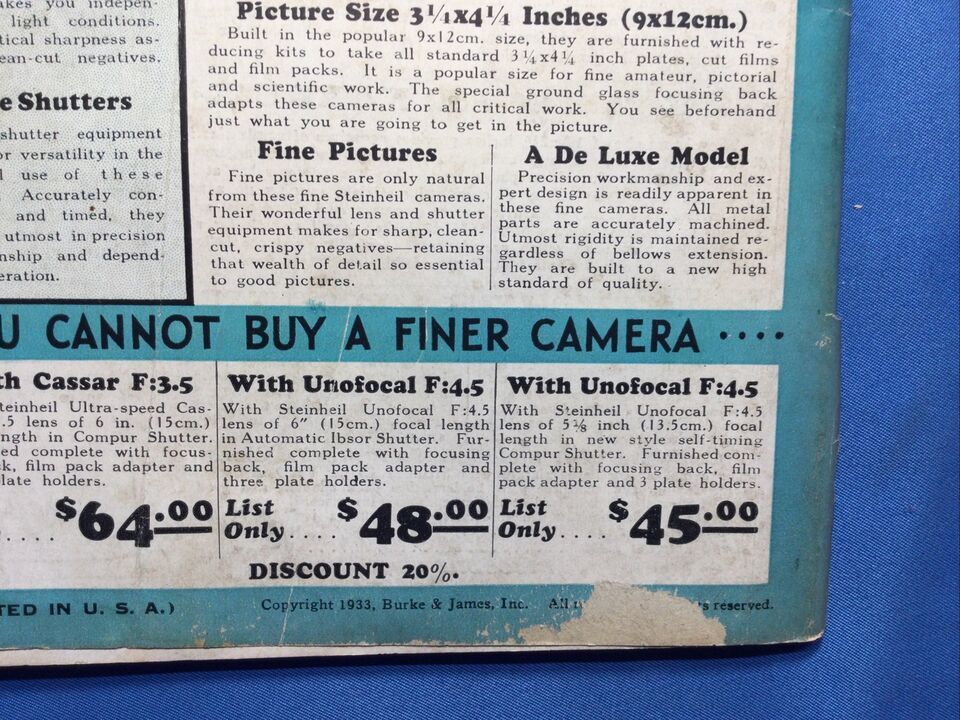 akes you indepen-
light conditions.
tical sharpness as-
ean-cut negatives.
e Shutters
shutter equipment
or versatility in the
l use of these
Accurately con-
and timed, they
utmost in precision
nship and depend-
eration.
Picture Size 3¼x4¼ Inches (9x12cm.)
Built in the popular 9x12cm. size, they are furnished with re-
ducing kits to take all standard 3¼x4¼ inch plates, cut films
and film packs. It is a popular size for fine amateur, pictorial
and scientific work. The special ground glass focusing back
adapts these cameras for all critical work. You see beforehand
just what you are going to get in the picture.
Fine Pictures
Fine pictures are only natural
from these fine Steinheil cameras.
Their wonderful lens and shutter
equipment makes for sharp, clean-
cut, crispy negatives—retaining
that wealth of detail so essential
to good pictures.
A De Luxe Model
Precision workmanship and ex-
pert design is readily apparent in
these fine cameras. All metal
parts are accurately machined.
Utmost rigidity is maintained re-
gardless of bellows extension.
They are built to a new high
standard of quality.
U CANNOT BUY A FINER CAMERA ····
th Cassar F:3.5
teinheil Ultra-speed Cas-
.5 lens of 6 in. (15cm.)
ngth in Compur Shutter.
ed complete with focus-
ck, film pack adapter and
late holders.
$64.00
With Unofocal F:4.5
With Steinheil Unofocal F:4.5
lens of 6" (15cm.) focal length
in Automatic Ibsor Shutter. Fur-
nished complete with focusing
back, film pack adapter and
three plate holders.
List
Only .... $48.00
With Unofocal F:4.5
With Steinheil Unofocal F:4.5
lens of 5⅜ inch (13.5cm.) focal
length in new style self-timing
Compur Shutter. Furnished com-
plete with focusing back, film
pack adapter and 3 plate holders.
List
Only .... $45.00
DISCOUNT 20%.
TED IN U. S. A.)
Copyright 1933, Burke & James, Inc. All s reserved.